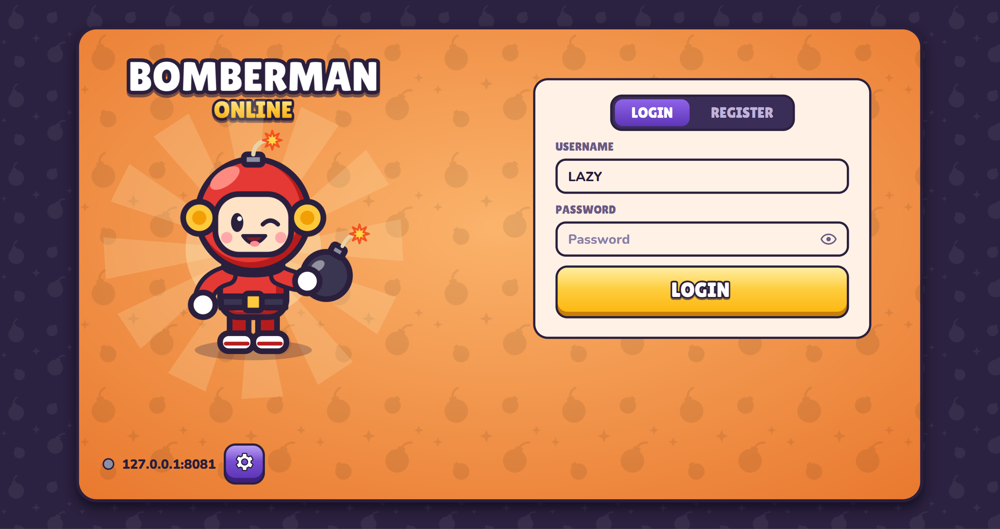 BOMBERMAN
ONLINE
LOGIN REGISTER
USERNAME
LAZY
PASSWORD
Password
LOGIN
127.0.0.1:8081